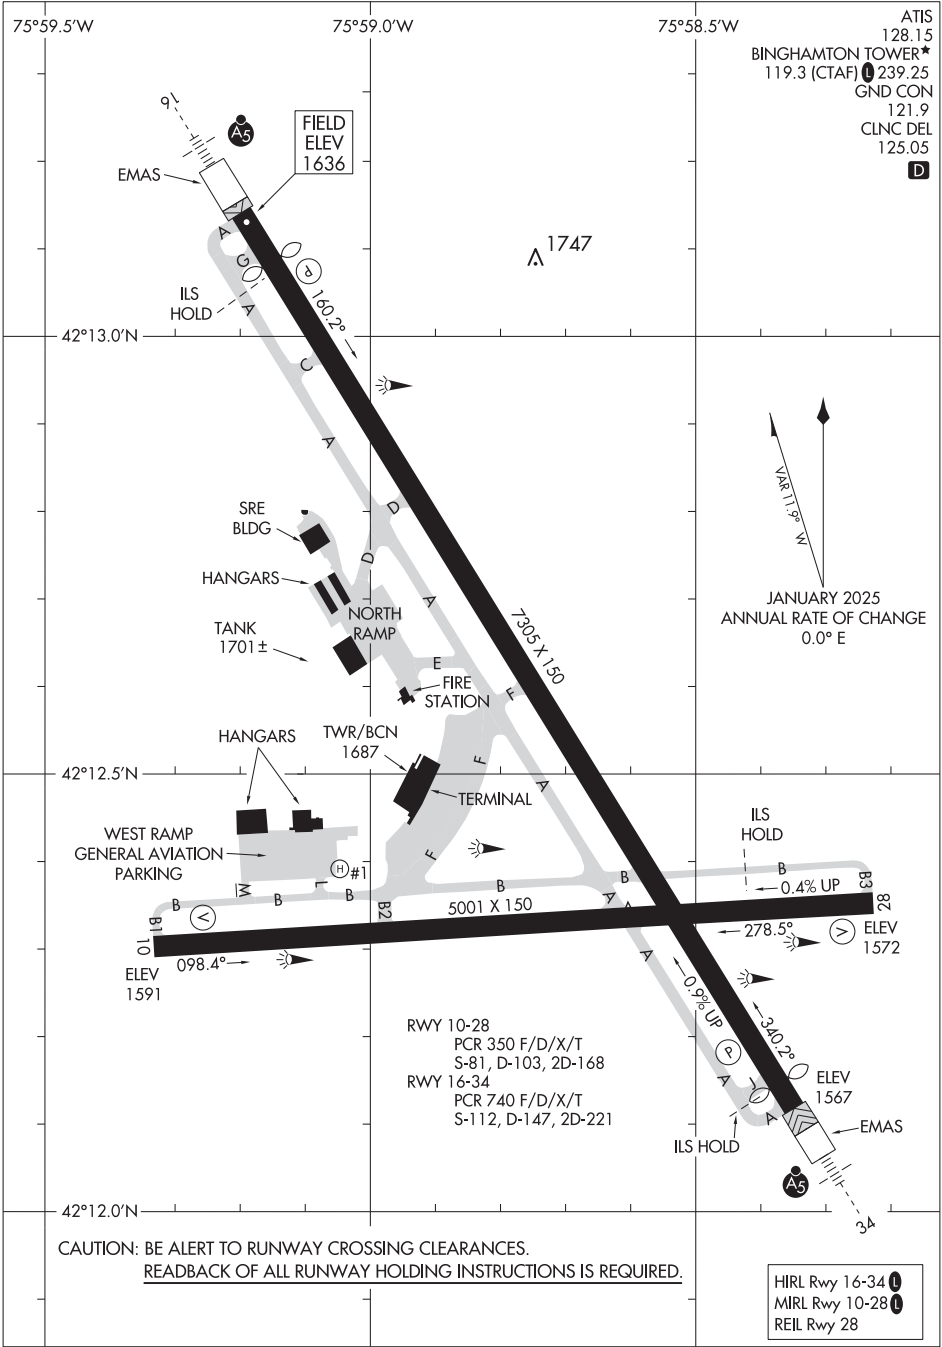 75°59.5'W
75°59.0'W
75°58.5'W
ATIS
128.15
BINGHAMTON TOWER★
119.3 (CTAF) L 239.25
GND CON
121.9
CLNC DEL
125.05
D
16
A5
FIELD
ELEV
1636
EMAS
1747
A
G
A
P
ILS
HOLD
160.2°
42°13.0'N
C
A
VAR 11.9° W
JANUARY 2025
ANNUAL RATE OF CHANGE
0.0° E
SRE
BLDG
D
D
HANGARS
NORTH
RAMP
A
7305 X 150
TANK
1701±
E
FIRE
STATION
F
HANGARS
TWR/BCN
1687
F
42°12.5'N
A
TERMINAL
WEST RAMP
GENERAL AVIATION
PARKING
F
H #1
ILS
HOLD
W
L
B
B
B
B2
B
B
B
B3
0.4% UP
28
B1
V
5001 X 150
A
A
10
278.5°
V
ELEV
1572
ELEV
1591
098.4°
A
0.9% UP
340.2°
RWY 10-28
PCR 350 F/D/X/T
S-81, D-103, 2D-168
RWY 16-34
PCR 740 F/D/X/T
S-112, D-147, 2D-221
P
A
J
A
ELEV
1567
ILS HOLD
EMAS
A5
34
42°12.0'N
CAUTION: BE ALERT TO RUNWAY CROSSING CLEARANCES.
READBACK OF ALL RUNWAY HOLDING INSTRUCTIONS IS REQUIRED.
HIRL Rwy 16-34 L
MIRL Rwy 10-28 L
REIL Rwy 28